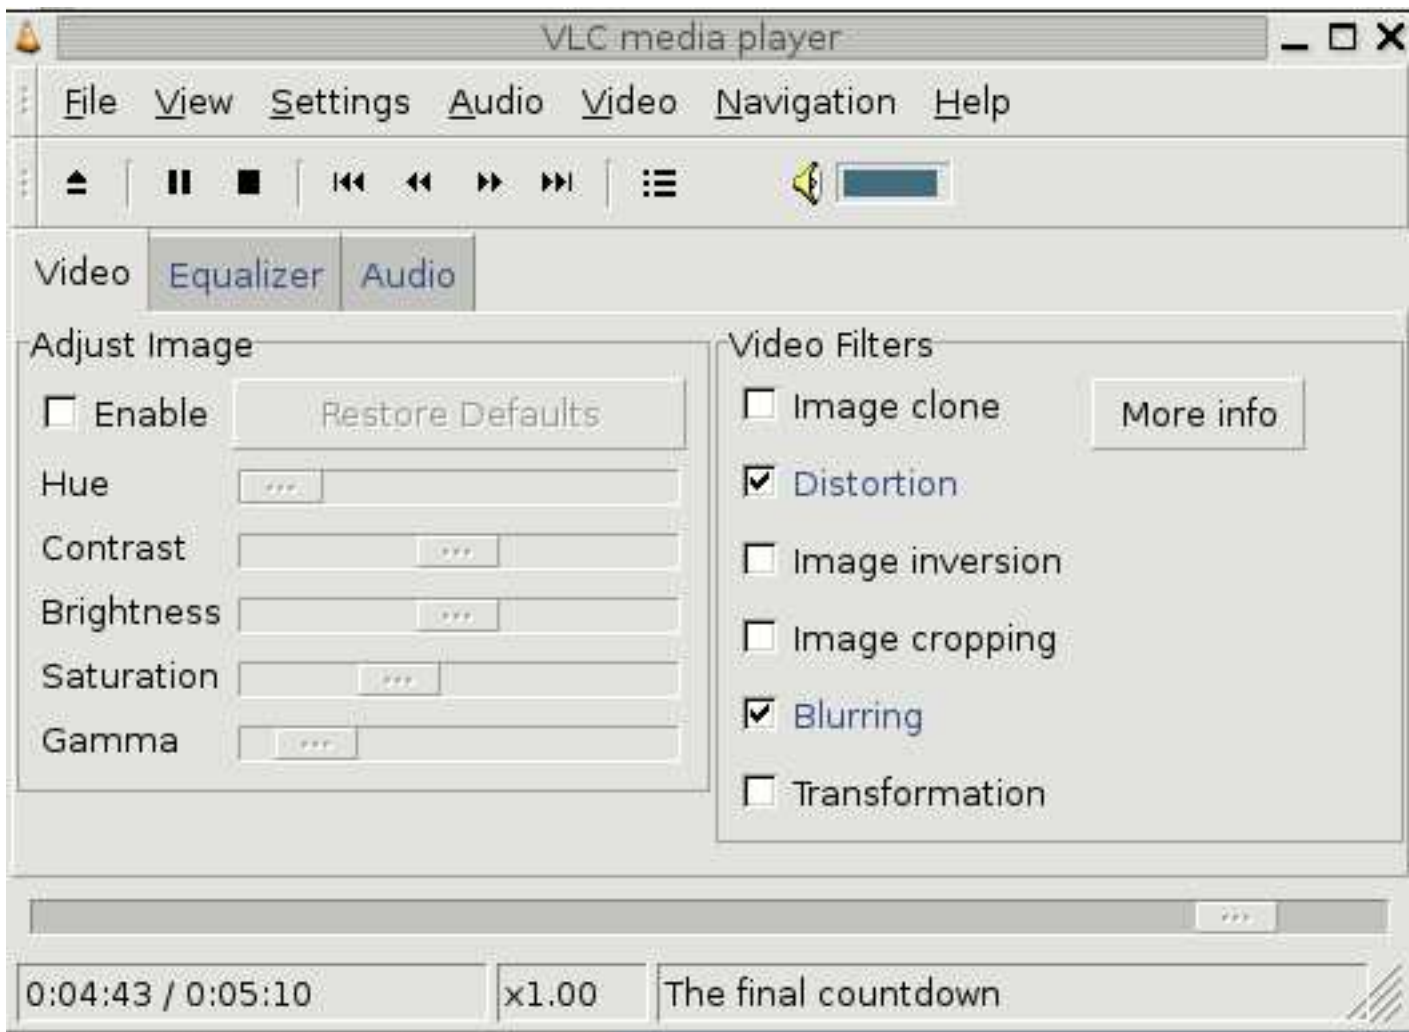 VLC media player
File View Settings Audio Video Navigation Help
Video Equalizer Audio
Adjust Image
Enable Restore Defaults
Hue
Contrast
Brightness
Saturation
Gamma
Video Filters
Image clone More info
Distortion
Image inversion
Image cropping
Blurring
Transformation
0:04:43 / 0:05:10 x1.00 The final countdown